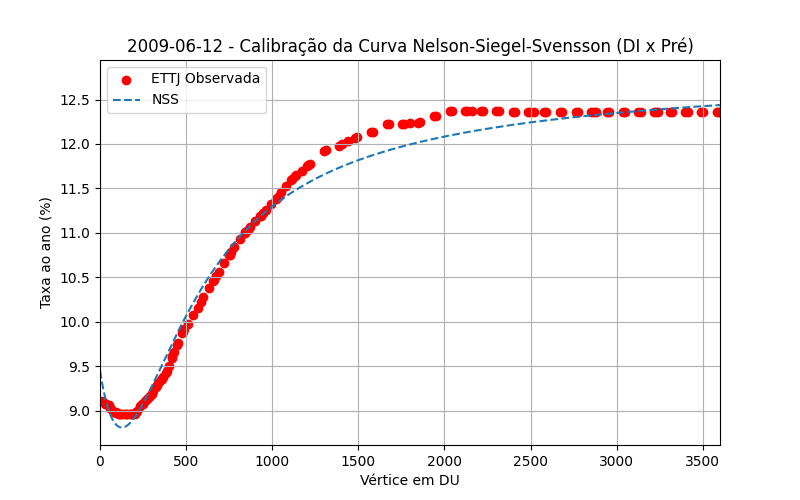 2009-06-12 - Calibração da Curva Nelson-Siegel-Svensson (DI x Pré)
ETTJ Observada
NSS
Taxa ao ano (%)
12.5
12.0
11.5
11.0
10.5
10.0
9.5
9.0
0 500 1000 1500 2000 2500 3000 3500
Vértice em DU